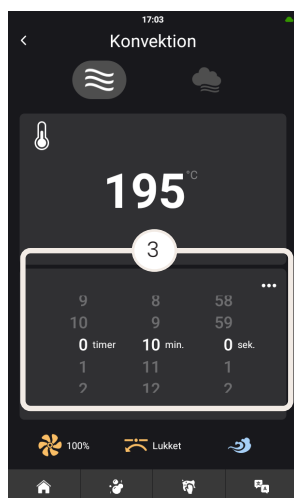 17:03
Konvektion
195 °C
3
9 8 58
10 9 59
0 timer 10 min. 0 sek.
1 11 1
2 12 2
100% Lukket